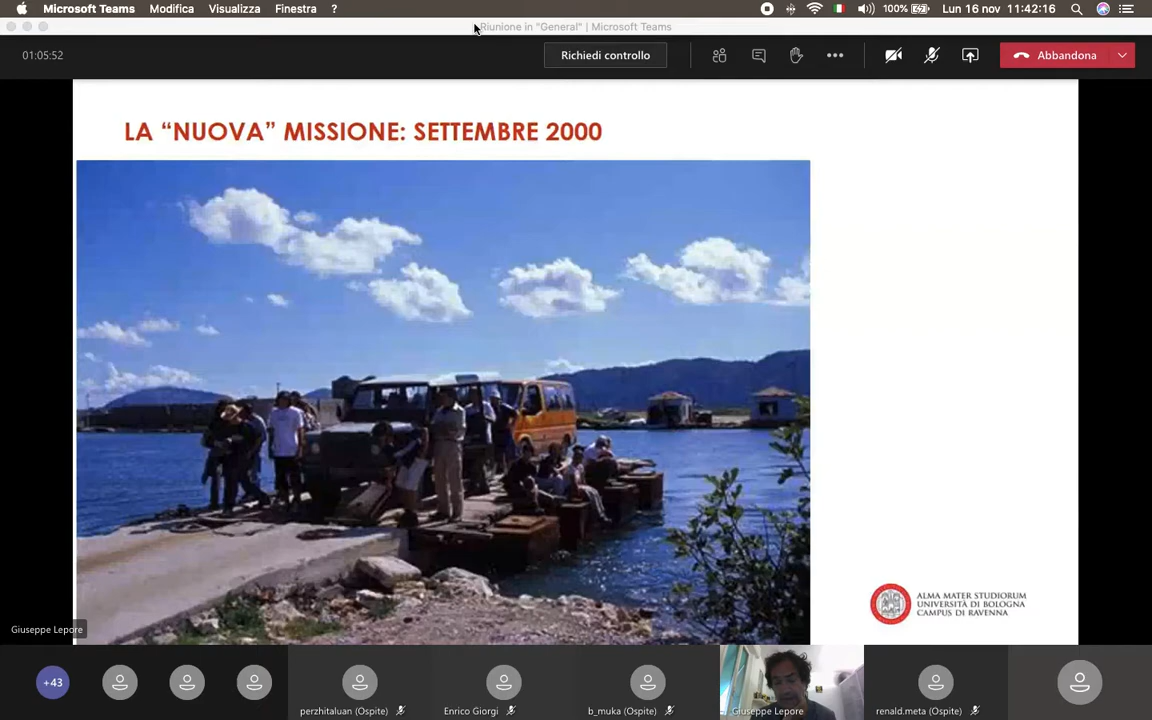 Microsoft Teams Modifica Visualizza Finestra ? 100% Lun 16 nov 11:42:16
Riunione in "General" | Microsoft Teams
01:05:52 Richiedi controllo Abbandona
LA “NUOVA” MISSIONE: SETTEMBRE 2000
ALMA MATER STUDIORUM
UNIVERSITÀ DI BOLOGNA
CAMPUS DI RAVENNA
Giuseppe Lepore
+43
perzhitaluan (Ospite) Enrico Giorgi b_muka (Ospite) Giuseppe Lepore renald.meta (Ospite)